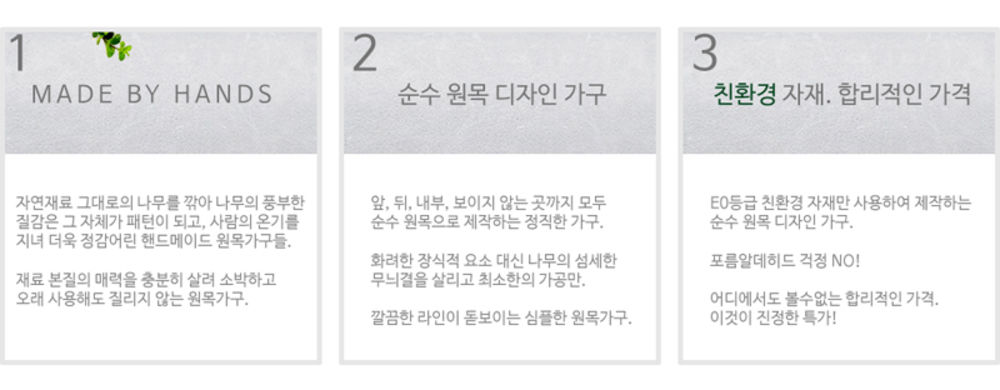 1
MADE BY HANDS
자연재료 그대로의 나무를 깎아 나무의 풍부한
질감은 그 자체가 패턴이 되고, 사람의 온기를
지녀 더욱 정감어린 핸드메이드 원목가구들.
재료 본질의 매력을 충분히 살려 소박하고
오래 사용해도 질리지 않는 원목가구.
2
순수 원목 디자인 가구
앞, 뒤, 내부, 보이지 않는 곳까지 모두
순수 원목으로 제작하는 정직한 가구.
화려한 장식적 요소 대신 나무의 섬세한
무늬결을 살리고 최소한의 가공만.
깔끔한 라인이 돋보이는 심플한 원목가구.
3
친환경 자재. 합리적인 가격
E0등급 친환경 자재만 사용하여 제작하는
순수 원목 디자인 가구.
포름알데히드 걱정 NO!
어디에서도 볼수없는 합리적인 가격.
이것이 진정한 특가!